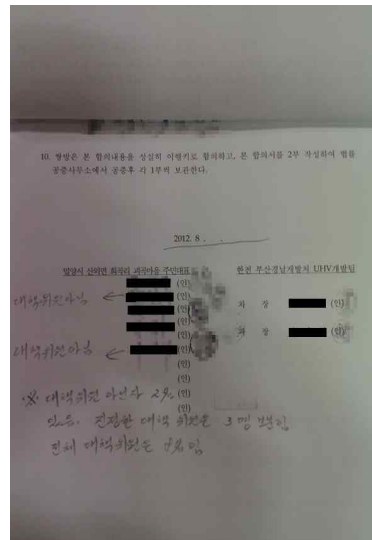 10. 쌍방은 본 합의내용을 성실히 이행키로 합의하고, 본 합의서를 2부 작성하여 법률
공증사무소에서 공증후 각 1부씩 보관한다.
2012. 8 .
밀양시 산외면 희곡리 괴곡마을 주민대표 한전 부산경남개발처 UHV개발팀
(인)
대책위원아님 ← (인)
(인) 차 장 (인)
(인)
(인) 과 장 (인)
대책위원아님 ← (인)
(인)
(인)
※ 대책위원 아닌자 2명 (인)
있음. 진정한 대책위원은 3명 뿐임
전체 대책위원은 9명임